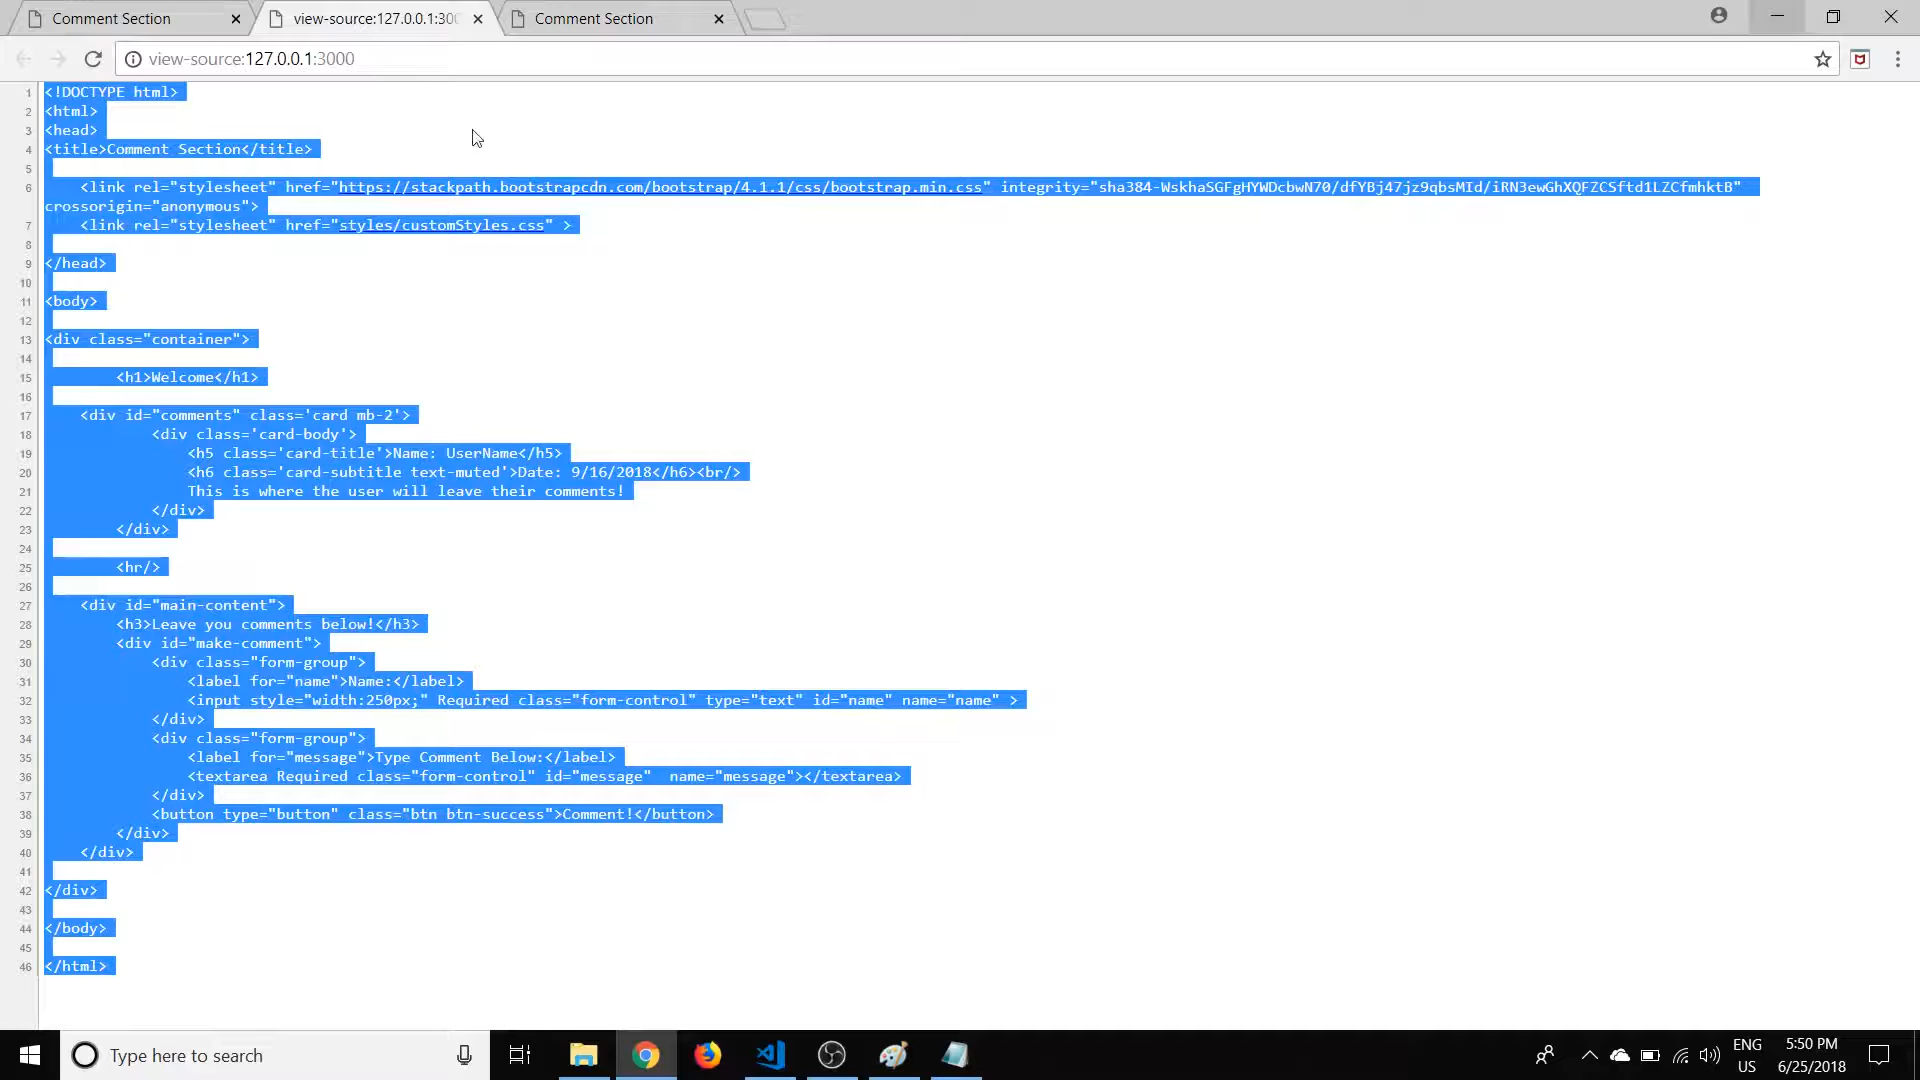 Comment Section
view-source:127.0.0.1:300
Comment Section
view-source:127.0.0.1:3000
1 <!DOCTYPE html>
2 <html>
3 <head>
4 <title>Comment Section</title>
5
6 <link rel="stylesheet" href="https://stackpath.bootstrapcdn.com/bootstrap/4.1.1/css/bootstrap.min.css" integrity="sha384-WskhaSGFgHYWDcbwN70/dfYBj47jz9qbsMId/iRN3ewGhXQFZCSftd1LZCfmhktB"
crossorigin="anonymous">
7 <link rel="stylesheet" href="styles/customStyles.css" >
8
9 </head>
10
11 <body>
12
13 <div class="container">
14
15 <h1>Welcome</h1>
16
17 <div id="comments" class='card mb-2'>
18 <div class='card-body'>
19 <h5 class='card-title'>Name: UserName</h5>
20 <h6 class='card-subtitle text-muted'>Date: 9/16/2018</h6><br/>
21 This is where the user will leave their comments!
22 </div>
23 </div>
24
25 <hr/>
26
27 <div id="main-content">
28 <h3>Leave you comments below!</h3>
29 <div id="make-comment">
30 <div class="form-group">
31 <label for="name">Name:</label>
32 <input style="width:250px;" Required class="form-control" type="text" id="name" name="name" >
33 </div>
34 <div class="form-group">
35 <label for="message">Type Comment Below:</label>
36 <textarea Required class="form-control" id="message"  name="message"></textarea>
37 </div>
38 <button type="button" class="btn btn-success">Comment!</button>
39 </div>
40 </div>
41
42 </div>
43
44 </body>
45
46 </html>
Type here to search
ENG
US
5:50 PM
6/25/2018